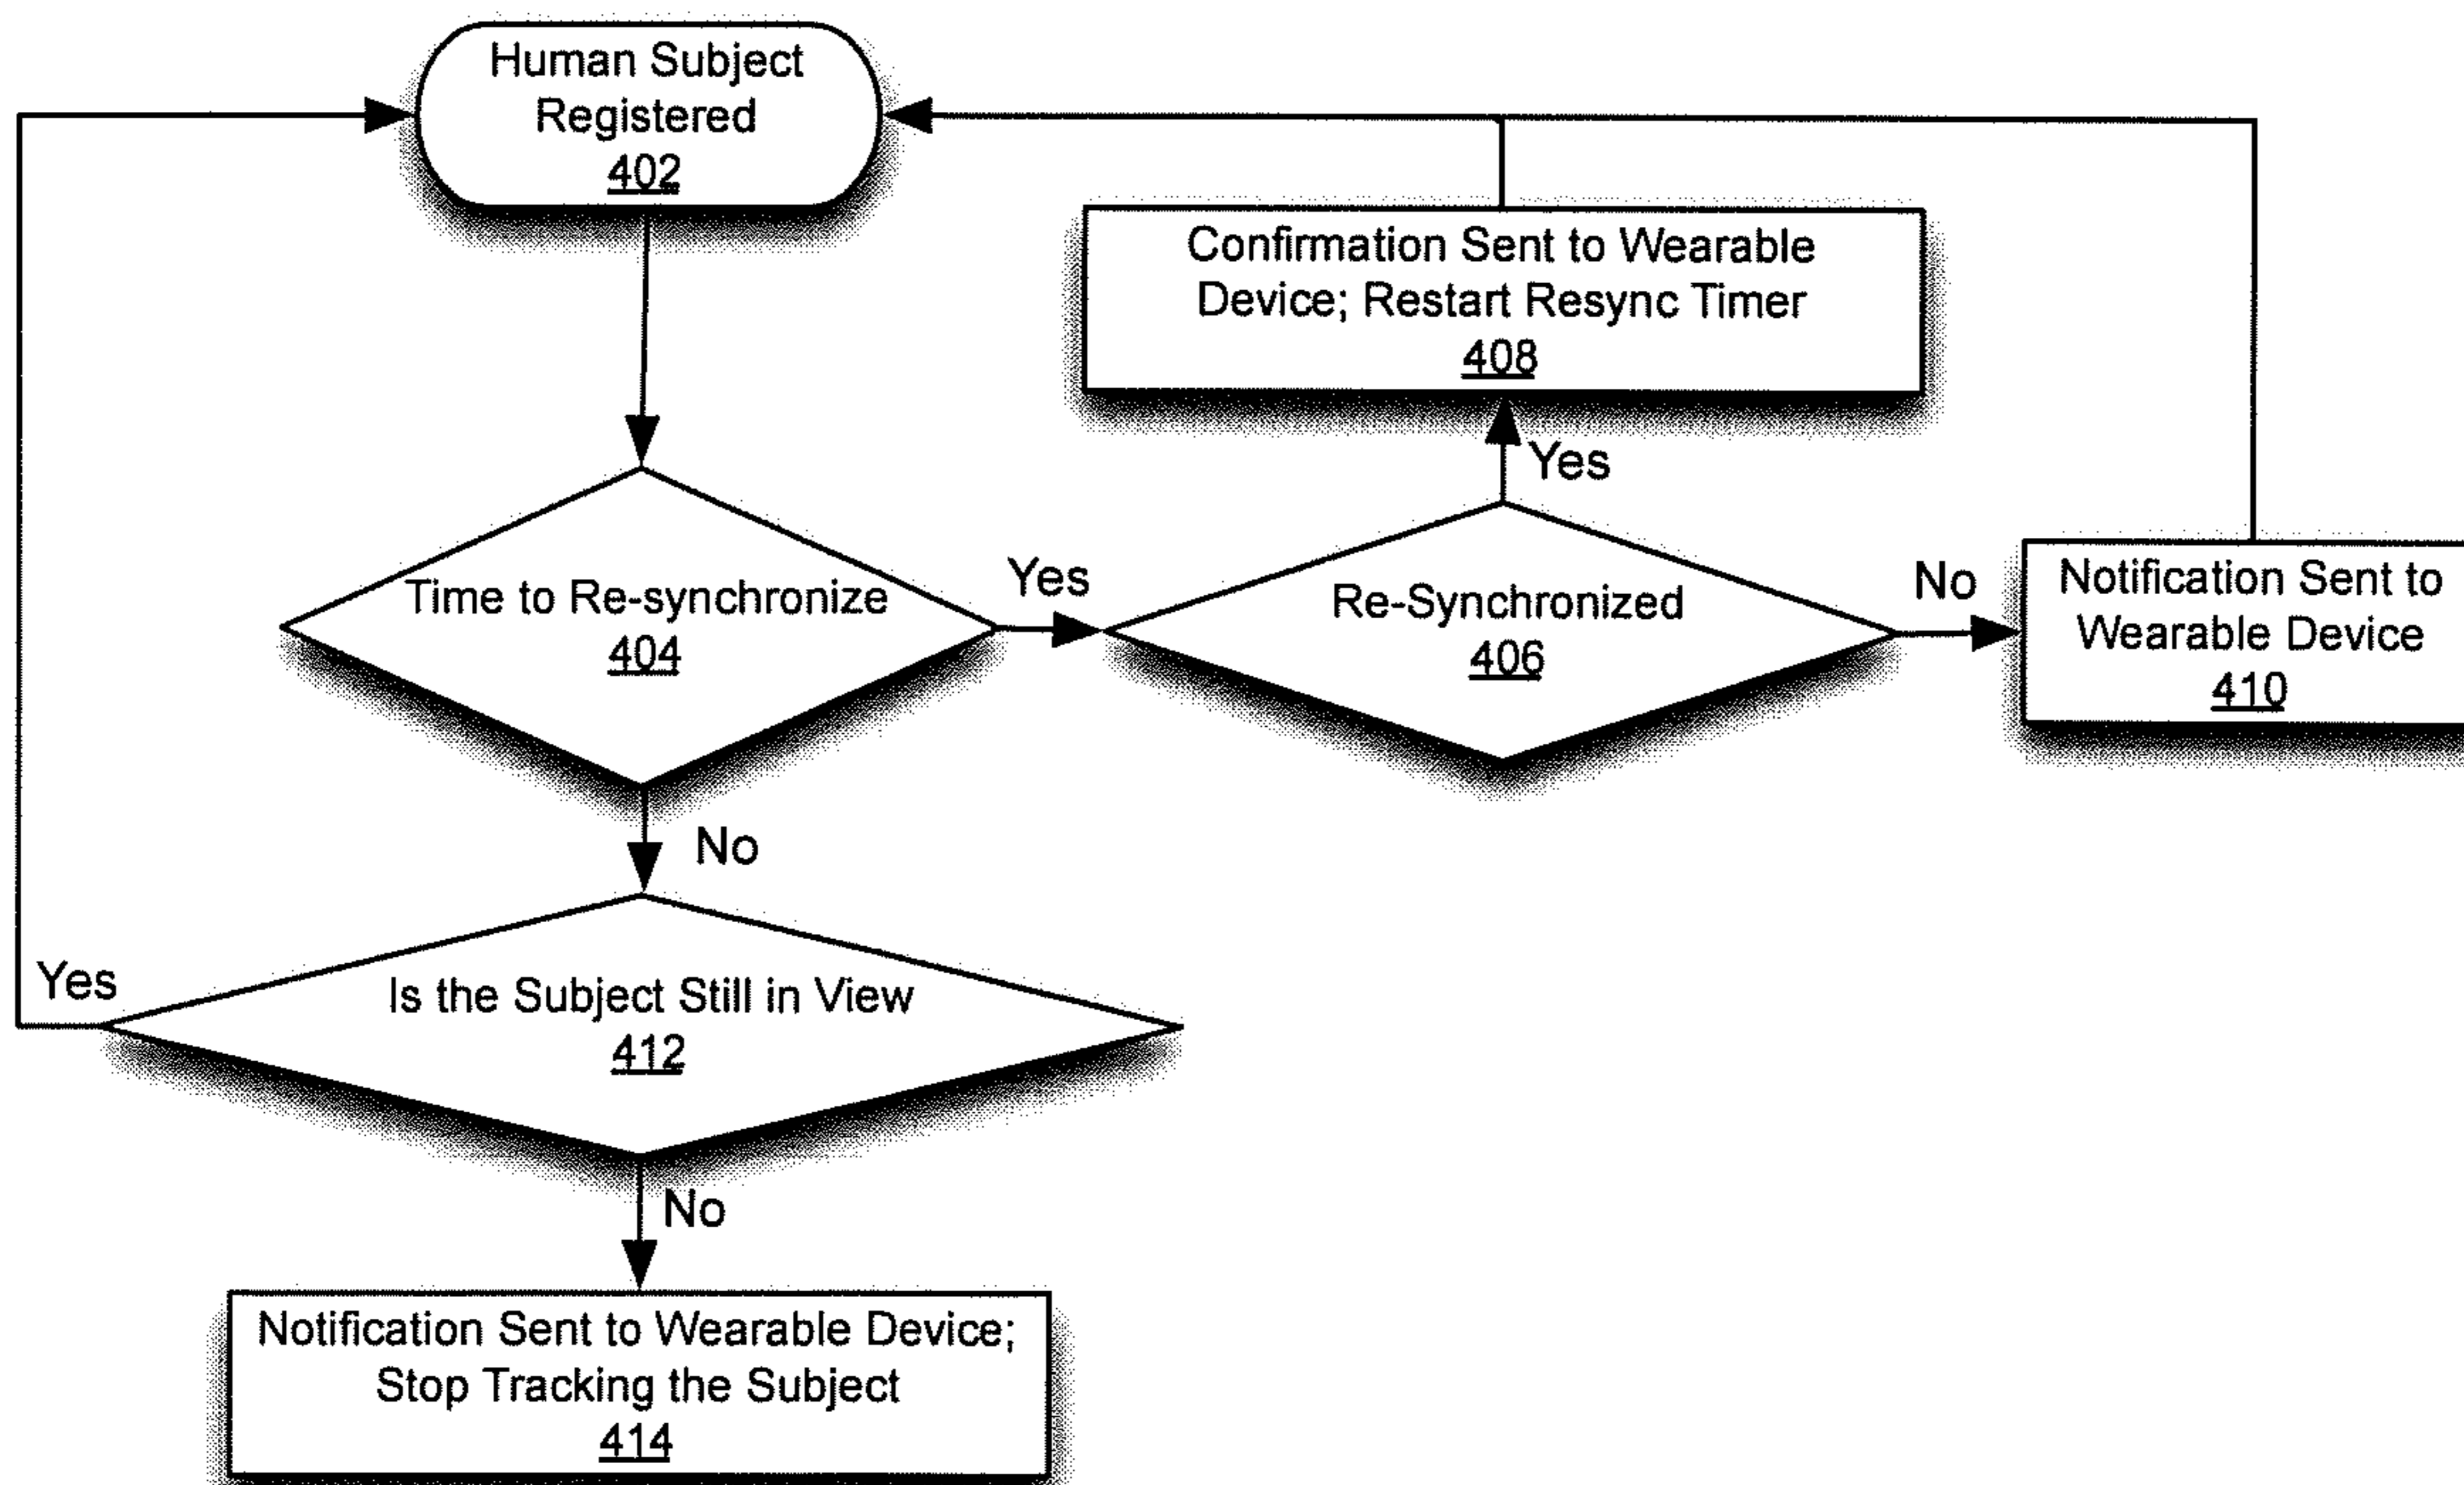 Human Subject
Registered
402
Confirmation Sent to Wearable
Device; Restart Resync Timer
408
Yes
Time to Re-synchronize
404
Yes
Re-Synchronized
406
No
Notification Sent to
Wearable Device
410
No
Yes
Is the Subject Still in View
412
No
Notification Sent to Wearable Device;
Stop Tracking the Subject
414